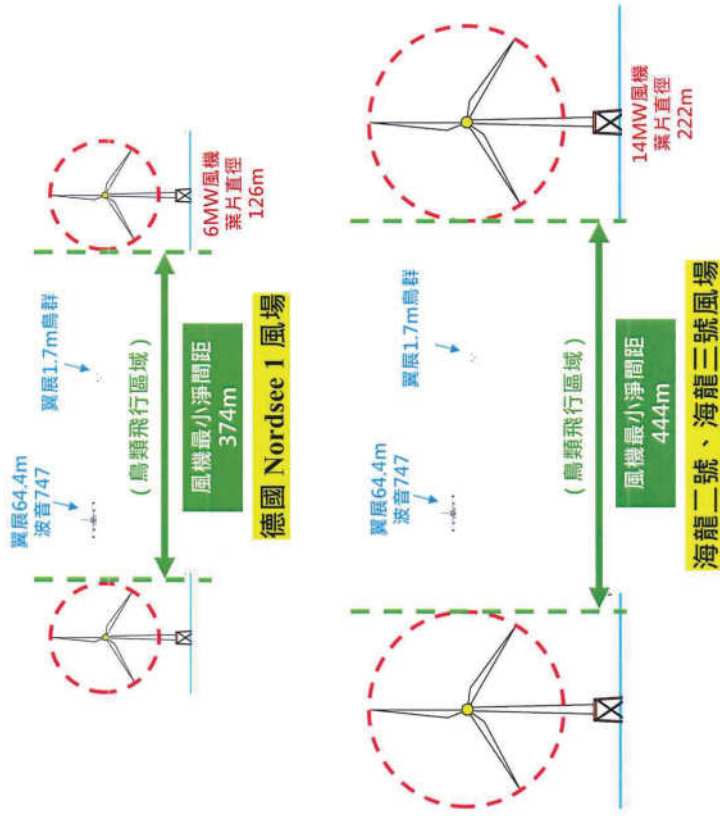 翼展64.4m
波音747
翼展1.7m鳥群
（鳥類飛行區域）
風機最小淨間距
374m
6MW風機
葉片直徑
126m
德國 Nordsee 1 風場
翼展64.4m
波音747
翼展1.7m鳥群
（鳥類飛行區域）
風機最小淨間距
444m
14MW風機
葉片直徑
222m
海龍二號、海龍三號風場